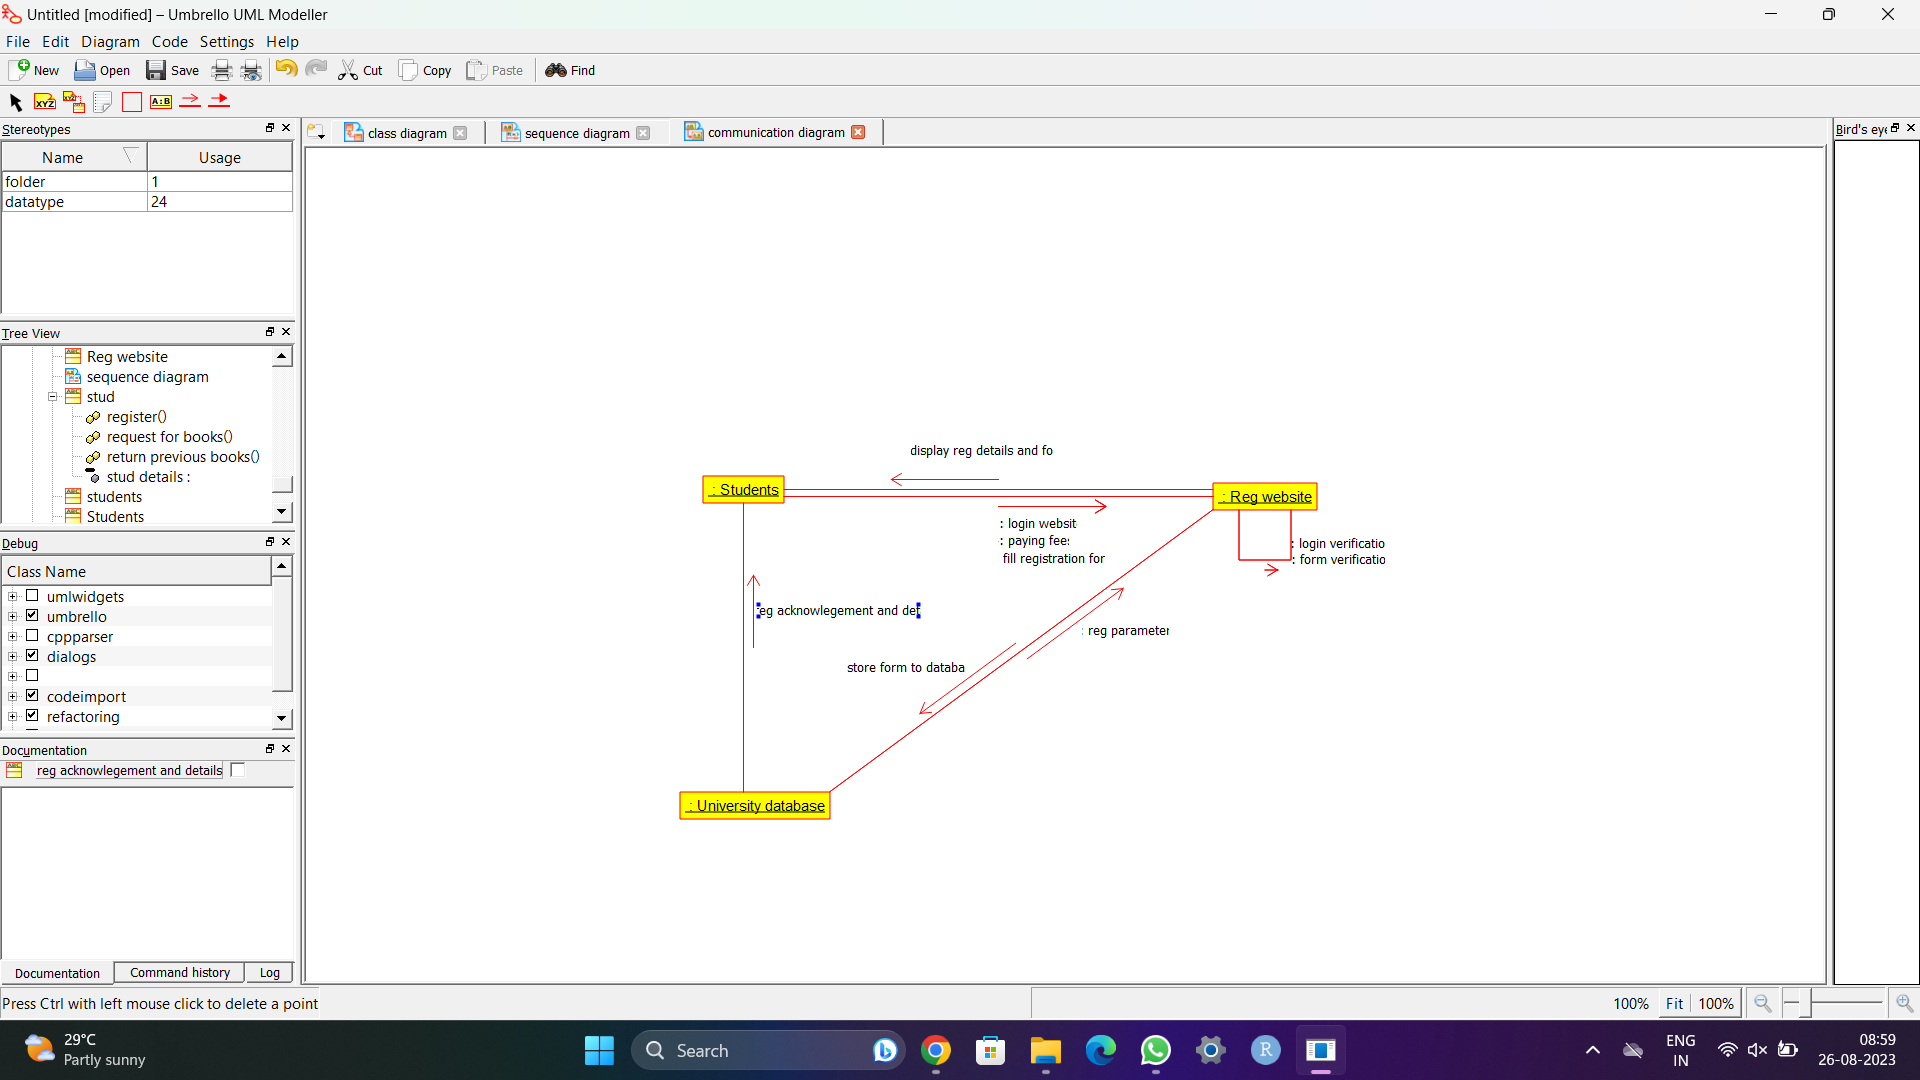 Untitled [modified] – Umbrello UML Modeller
File Edit Diagram Code Settings Help
New Open Save Cut Copy Paste Find
XYZ XYZ A:B
Stereotypes
class diagram sequence diagram communication diagram
Bird's eye
Name Usage
folder 1
datatype 24
Tree View
Reg website
sequence diagram
stud
register()
request for books()
return previous books()
stud details :
students
Students
Debug
Class Name
umlwidgets
umbrello
cppparser
dialogs
codeimport
refactoring
Documentation
reg acknowlegement and details
Documentation Command history Log
display reg details and fo
: Students
: Reg website
: login websit
: paying fees
fill registration for
: login verificatio
: form verificatio
reg acknowlegement and det
: reg parameter
store form to databa
: University database
Press Ctrl with left mouse click to delete a point
100% Fit 100%
29°C
Partly sunny
Search
R
ENG
IN
08:59
26-08-2023